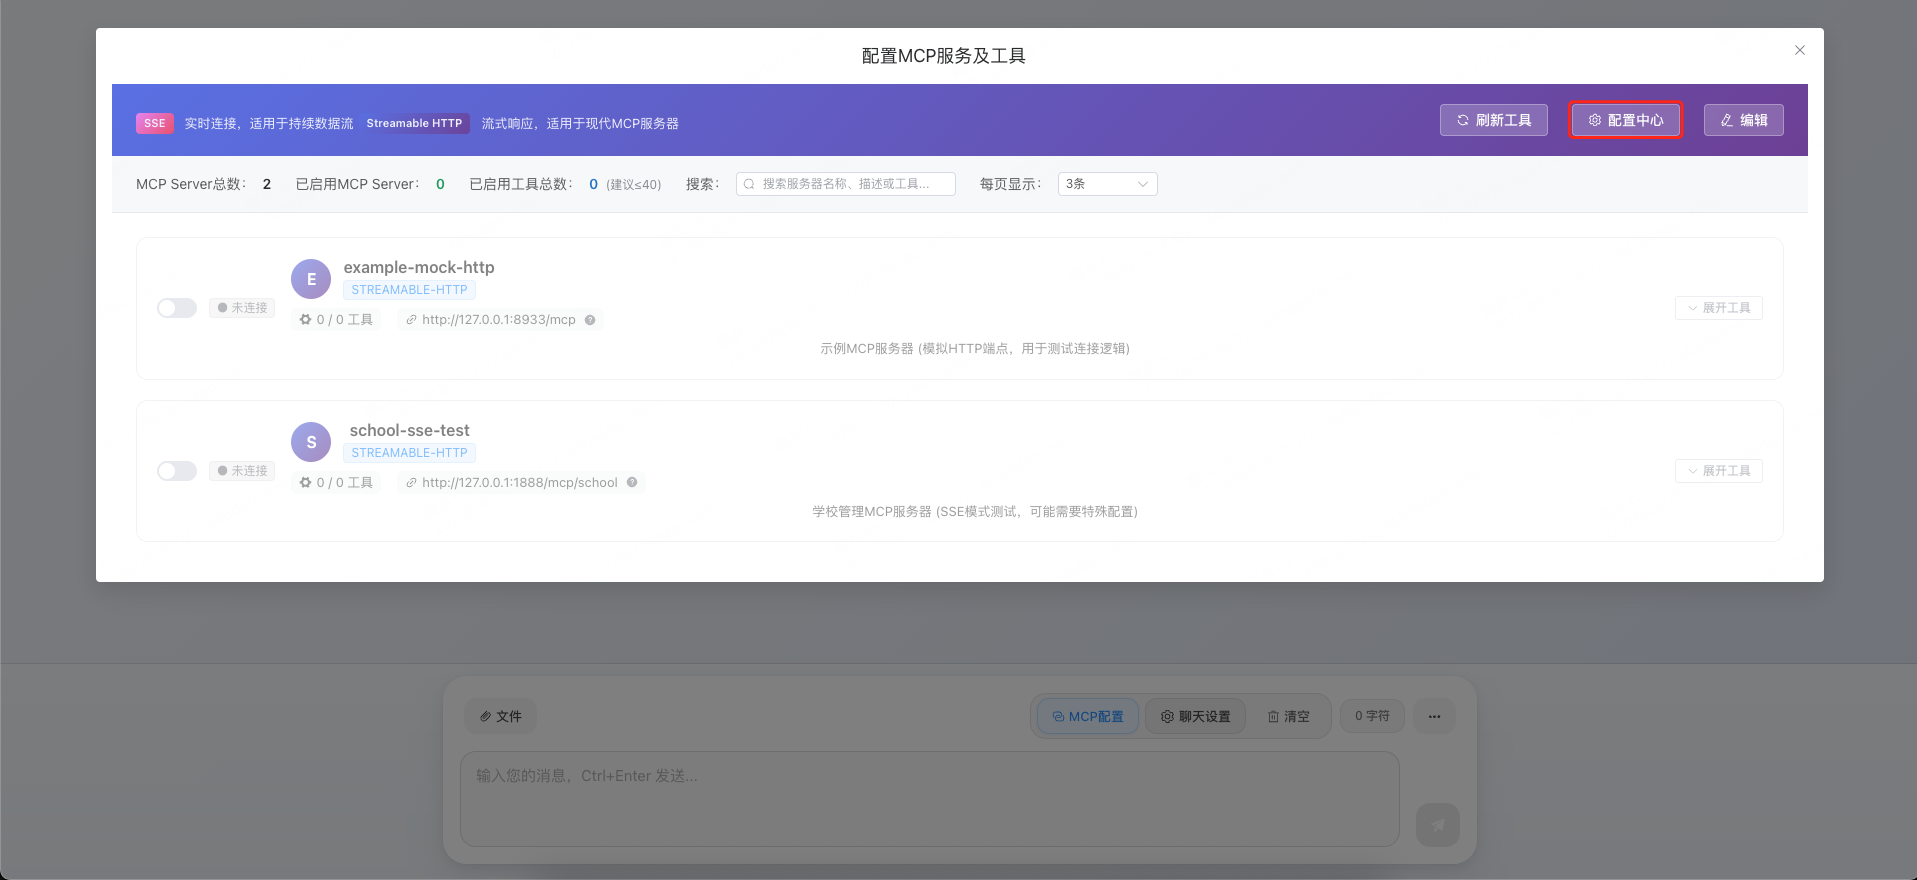 配置MCP服务及工具
SSE 实时连接，适用于持续数据流 Streamable HTTP 流式响应，适用于现代MCP服务器 刷新工具 配置中心 编辑
MCP Server总数： 2 已启用MCP Server： 0 已启用工具总数： 0 (建议≤40) 搜索： 搜索服务器名称、描述或工具... 每页显示： 3条
E example-mock-http
STREAMABLE-HTTP
未连接 展开工具
0 / 0 工具 http://127.0.0.1:8933/mcp
示例MCP服务器 (模拟HTTP端点，用于测试连接逻辑)
S school-sse-test
STREAMABLE-HTTP
未连接 展开工具
0 / 0 工具 http://127.0.0.1:1888/mcp/school
学校管理MCP服务器 (SSE模式测试，可能需要特殊配置)
文件 MCP配置 聊天设置 清空 0 字符 ···
输入您的消息，Ctrl+Enter 发送...